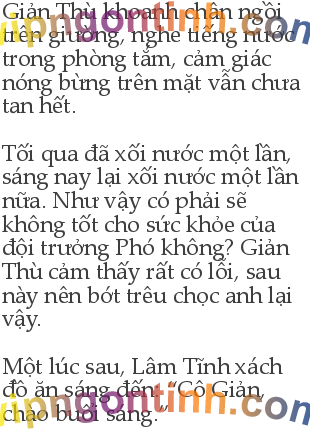 Giản Thù khoanh chân ngồi
trên giường, nghe tiếng nước
trong phòng tắm, cảm giác
nóng bừng trên mặt vẫn chưa
tan hết.
Tối qua đã xối nước một lần,
sáng nay lại xối nước một lần
nữa. Như vậy có phải sẽ
không tốt cho sức khỏe của
đội trưởng Phó không? Giản
Thù cảm thấy rất có lỗi, sau
này nên bớt trêu chọc anh lại
vậy.
Một lúc sau, Lâm Tĩnh xách
đồ ăn sáng đến: “Cô Giản,
chào buổi sáng.”